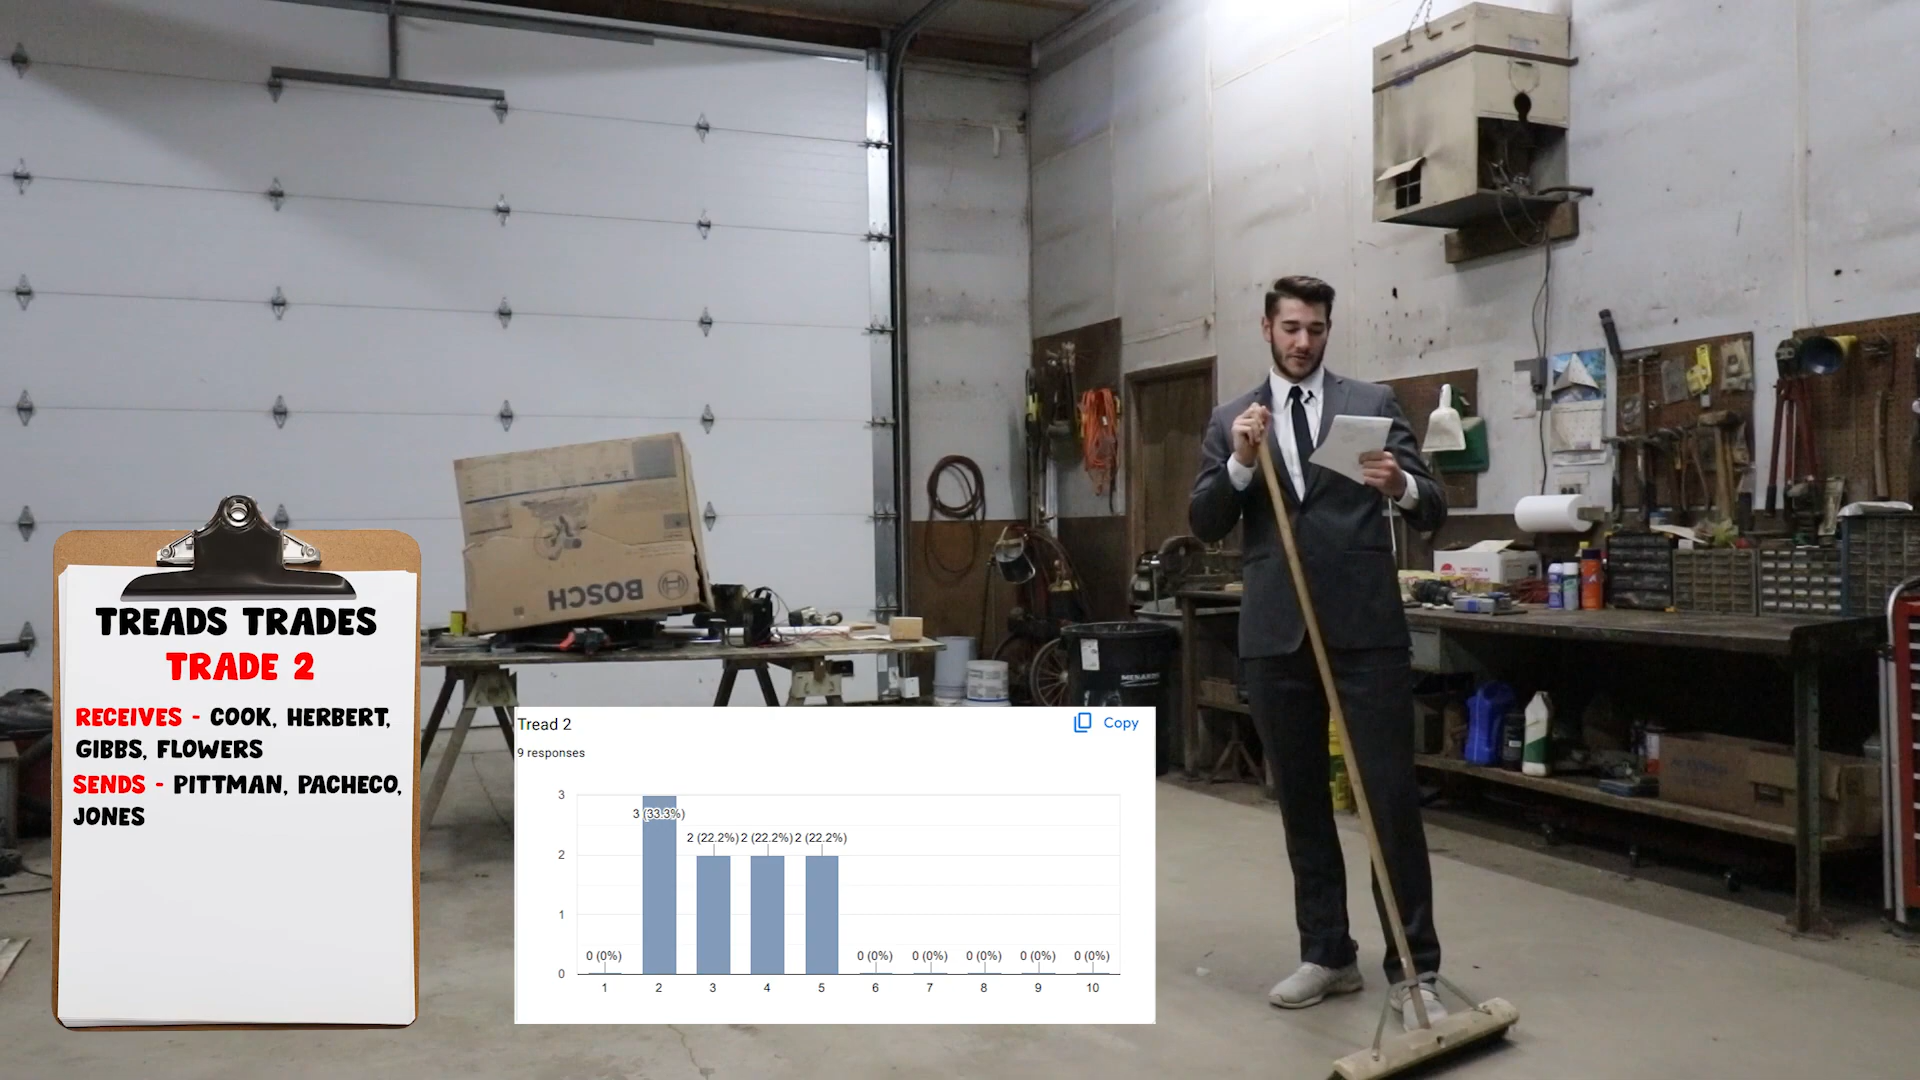 TREADS TRADES
TRADE 2
RECEIVES - COOK, HERBERT,
GIBBS, FLOWERS
SENDS - PITTMAN, PACHECO,
JONES
BOSCH
MENARDS
Tread 2
Copy
9 responses
3
2
1
0
0 (0%)
3 (33.3%)
2 (22.2%)
2 (22.2%)
2 (22.2%)
0 (0%)
0 (0%)
0 (0%)
0 (0%)
0 (0%)
1 2 3 4 5 6 7 8 9 10